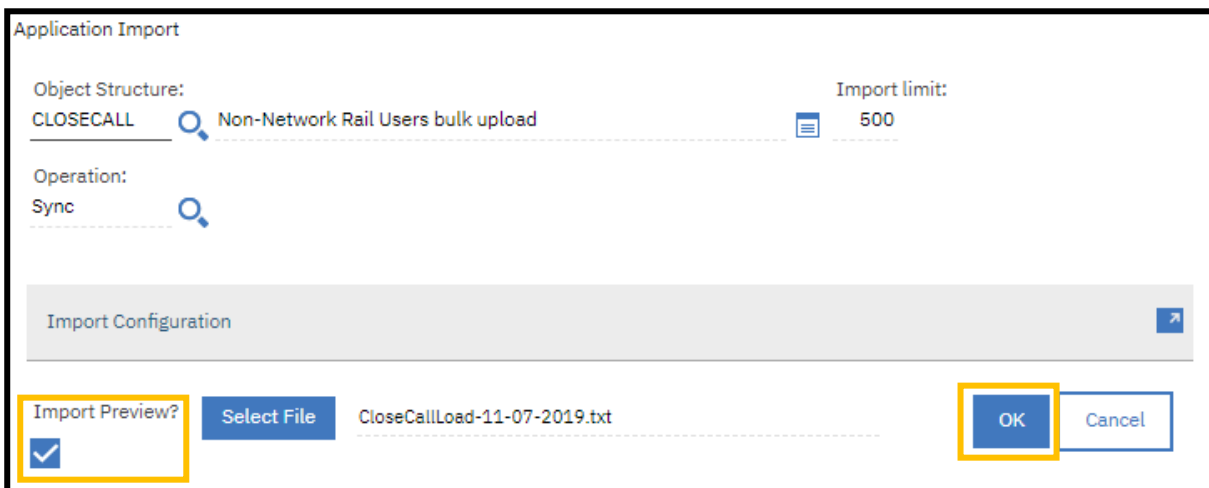 Application Import
Object Structure:
Import limit:
CLOSECALL
Non-Network Rail Users bulk upload
500
Operation:
Sync
Import Configuration
Import Preview?
Select File
CloseCallLoad-11-07-2019.txt
OK
Cancel